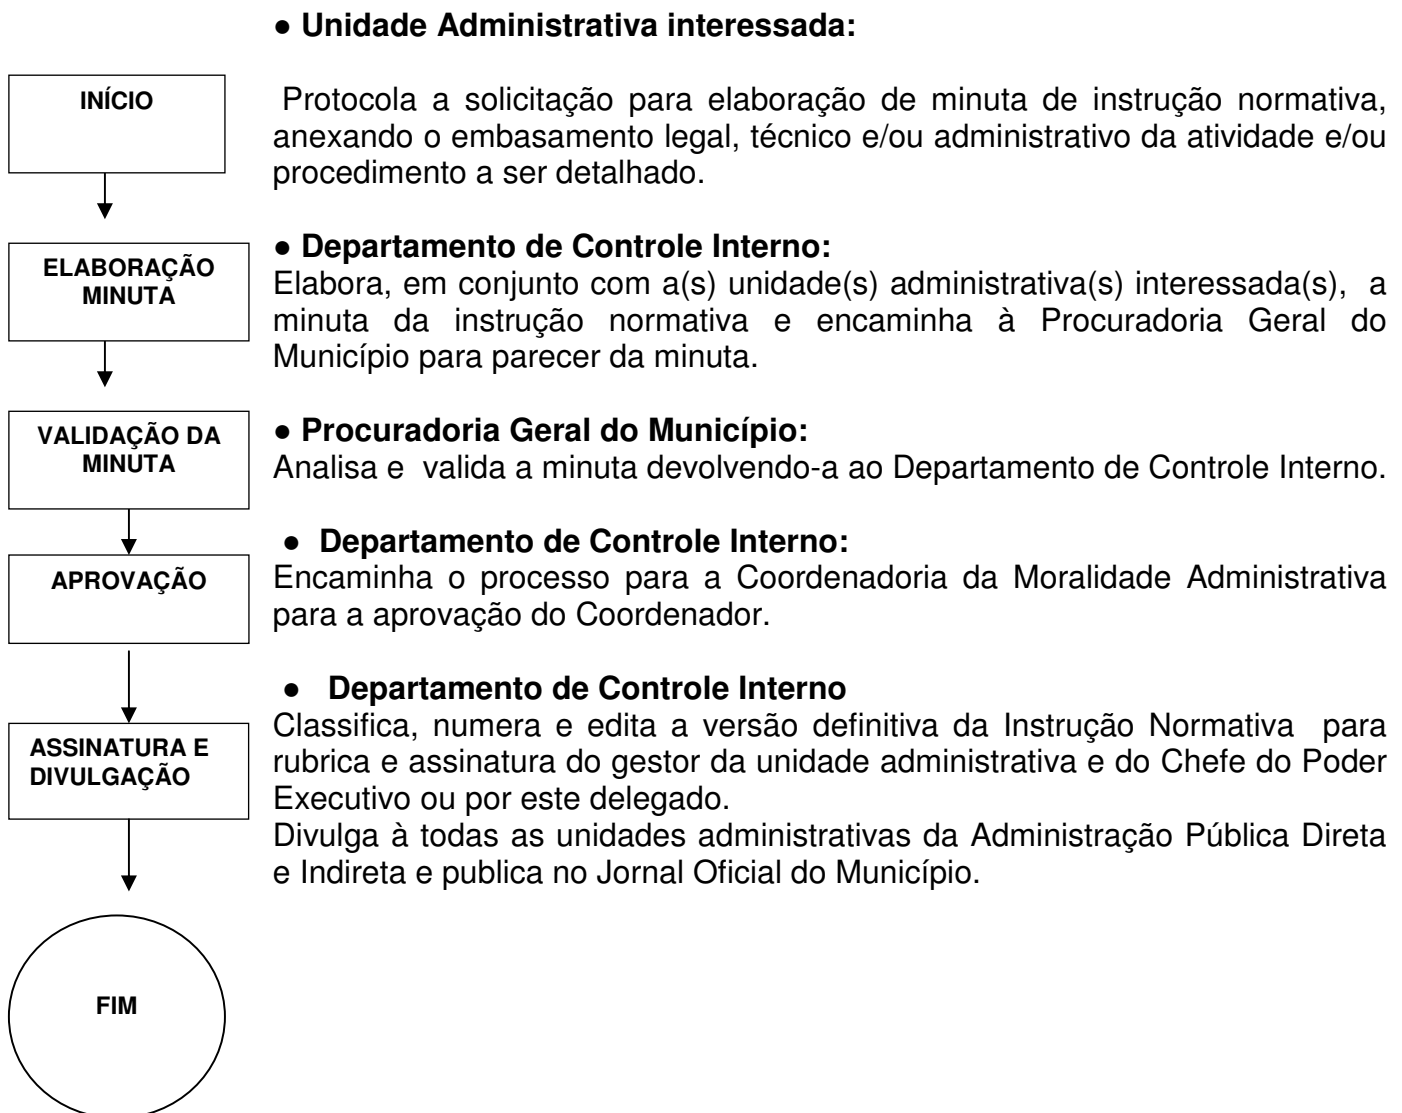 ● Unidade Administrativa interessada:
INÍCIO
Protocola a solicitação para elaboração de minuta de instrução normativa,
anexando o embasamento legal, técnico e/ou administrativo da atividade e/ou
procedimento a ser detalhado.
ELABORAÇÃO
MINUTA
● Departamento de Controle Interno:
Elabora, em conjunto com a(s) unidade(s) administrativa(s) interessada(s), a
minuta da instrução normativa e encaminha à Procuradoria Geral do
Município para parecer da minuta.
VALIDAÇÃO DA
MINUTA
● Procuradoria Geral do Município:
Analisa e valida a minuta devolvendo-a ao Departamento de Controle Interno.
APROVAÇÃO
● Departamento de Controle Interno:
Encaminha o processo para a Coordenadoria da Moralidade Administrativa
para a aprovação do Coordenador.
ASSINATURA E
DIVULGAÇÃO
● Departamento de Controle Interno
Classifica, numera e edita a versão definitiva da Instrução Normativa para
rubrica e assinatura do gestor da unidade administrativa e do Chefe do Poder
Executivo ou por este delegado.
Divulga à todas as unidades administrativas da Administração Pública Direta
e Indireta e publica no Jornal Oficial do Município.
FIM